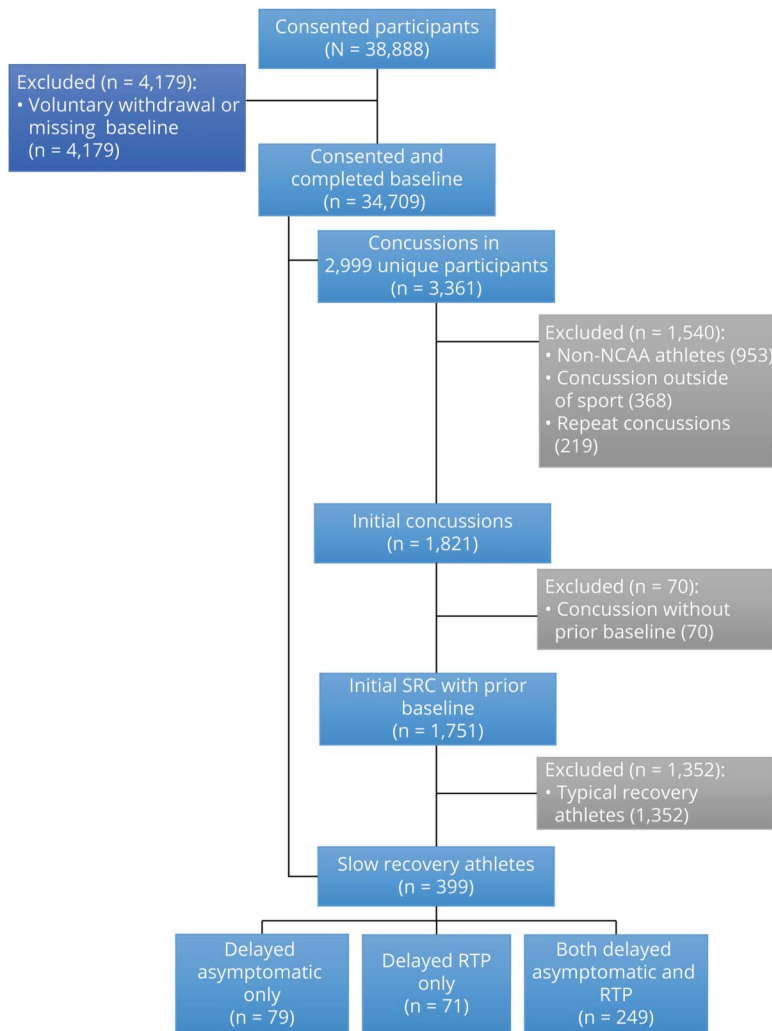 Consented participants
(N = 38,888)
Excluded (n = 4,179):
• Voluntary withdrawal or
missing baseline
(n = 4,179)
Consented and
completed baseline
(n = 34,709)
Concussions in
2,999 unique participants
(n = 3,361)
Excluded (n = 1,540):
• Non-NCAA athletes (953)
• Concussion outside
of sport (368)
• Repeat concussions
(219)
Initial concussions
(n = 1,821)
Excluded (n = 70):
• Concussion without
prior baseline (70)
Initial SRC with prior
baseline
(n = 1,751)
Excluded (n = 1,352):
• Typical recovery
athletes (1,352)
Slow recovery athletes
(n = 399)
Delayed
asymptomatic
only
(n = 79)
Delayed RTP
only
(n = 71)
Both delayed
asymptomatic and
RTP
(n = 249)